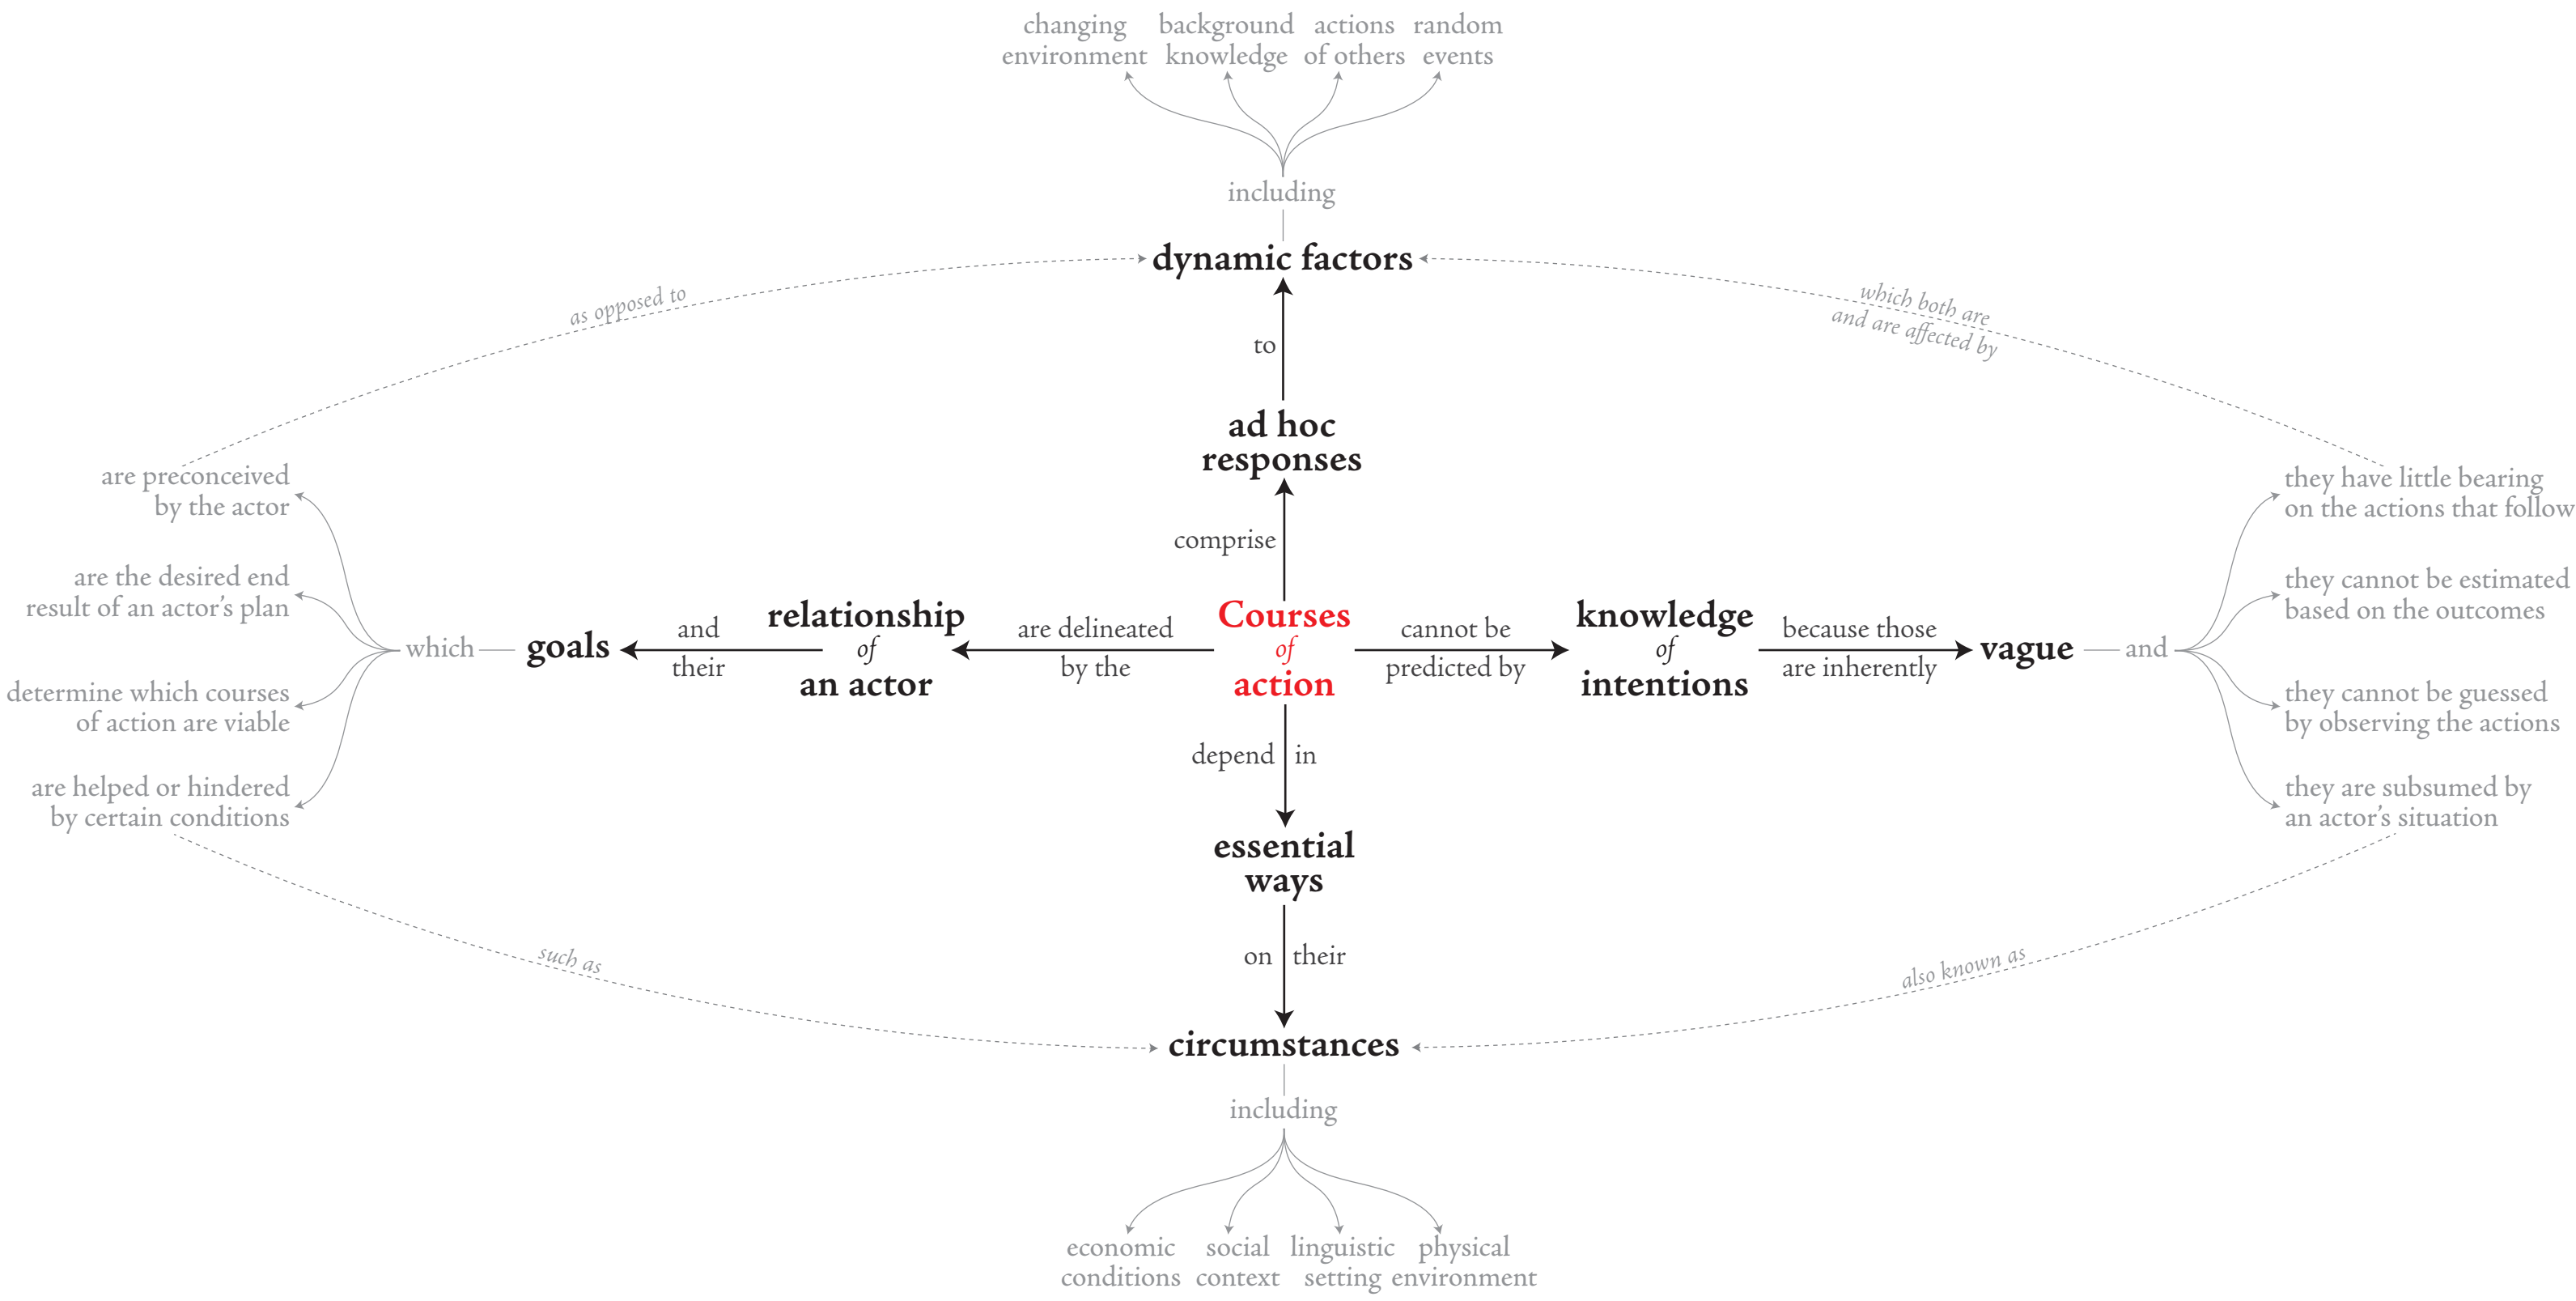 changing
environment
background
knowledge
actions
of others
random
events
including
dynamic factors
as opposed to
which both are
and are affected by
to
ad hoc
responses
comprise
are preconceived
by the actor
are the desired end
result of an actor's plan
determine which courses
of action are viable
are helped or hindered
by certain conditions
which
goals
and
their
relationship
of
an actor
are delineated
by the
Courses
of
action
cannot be
predicted by
knowledge
of
intentions
because those
are inherently
vague
and
they have little bearing
on the actions that follow
they cannot be estimated
based on the outcomes
they cannot be guessed
by observing the actions
they are subsumed by
an actor's situation
depend in
essential
ways
on their
such as
also known as
circumstances
including
economic
conditions
social
context
linguistic
setting
physical
environment